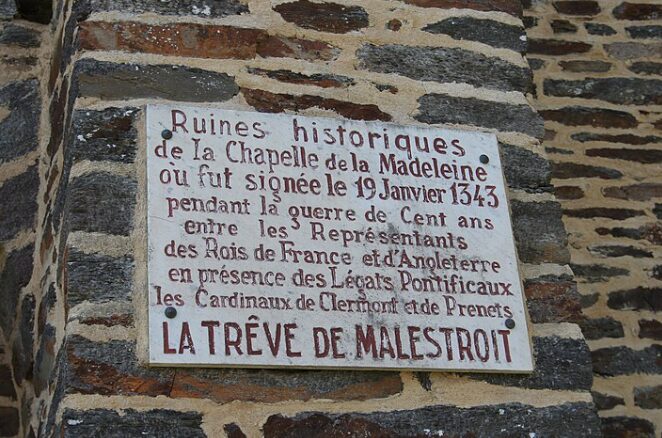 Ruines historiques
de la Chapelle de la Madeleine
où fut signée le 19 Janvier 1343
pendant la guerre de Cent ans
entre les Représentants
des Rois de France et d'Angleterre
en présence des Légats Pontificaux
les Cardinaux de Clermont et de Prenets
LA TRÊVE DE MALESTROIT